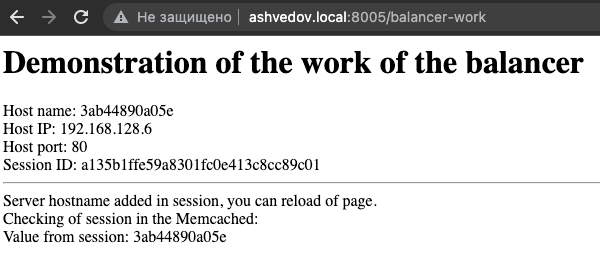 Не защищено | ashvedov.local:8005/balancer-work
Demonstration of the work of the balancer
Host name: 3ab44890a05e
Host IP: 192.168.128.6
Host port: 80
Session ID: a135b1ffe59a8301fc0e413c8cc89c01
Server hostname added in session, you can reload of page.
Checking of session in the Memcached:
Value from session: 3ab44890a05e